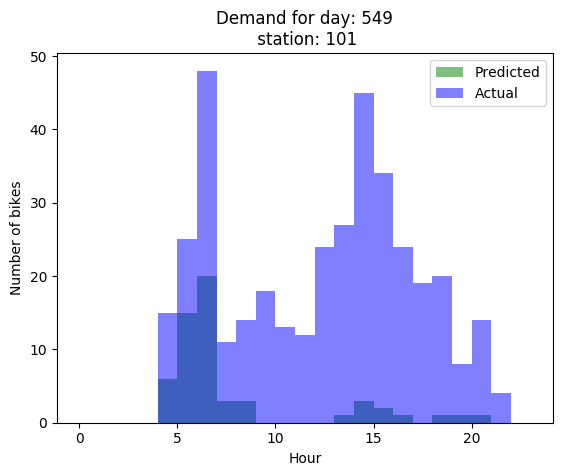 Demand for day: 549
station: 101
Predicted
Actual
Number of bikes
50
40
30
20
10
0
0
5
10
15
20
Hour